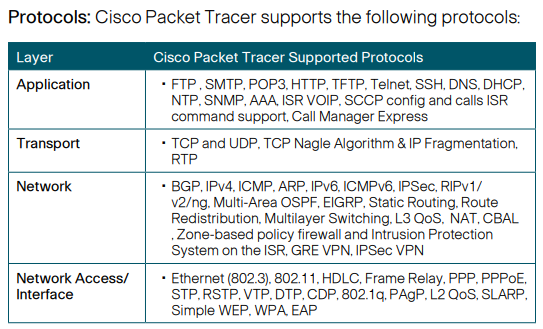 Protocols: Cisco Packet Tracer supports the following protocols:
Layer
Cisco Packet Tracer Supported Protocols
Application
• FTP , SMTP, POP3, HTTP, TFTP, Telnet, SSH, DNS, DHCP,
NTP, SNMP, AAA, ISR VOIP, SCCP config and calls ISR
command support, Call Manager Express
Transport
• TCP and UDP, TCP Nagle Algorithm & IP Fragmentation,
RTP
Network
• BGP, IPv4, ICMP, ARP, IPv6, ICMPv6, IPSec, RIPv1/
v2/ng, Multi-Area OSPF, EIGRP, Static Routing, Route
Redistribution, Multilayer Switching, L3 QoS, NAT, CBAL
, Zone-based policy firewall and Intrusion Protection
System on the ISR, GRE VPN, IPSec VPN
Network Access/
Interface
• Ethernet (802.3), 802.11, HDLC, Frame Relay, PPP, PPPoE,
STP, RSTP, VTP, DTP, CDP, 802.1q, PAgP, L2 QoS, SLARP,
Simple WEP, WPA, EAP